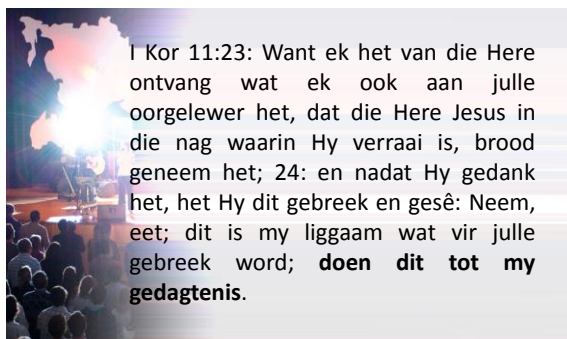 I Kor 11:23: Want ek het van die Here
ontvang wat ek ook aan julle
oorgelewer het, dat die Here Jesus in
die nag waarin Hy verraai is, brood
geneem het; 24: en nadat Hy gedank
het, het Hy dit gebreek en gesê: Neem,
eet; dit is my liggaam wat vir julle
gebreek word; doen dit tot my
gedagtenis.